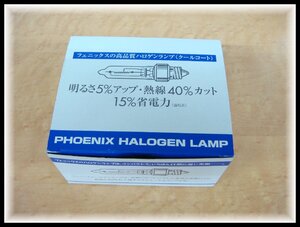 フェニックスの高品質ハロゲンランプ〈クールコート〉
明るさ5%アップ・熱線40%カット
15%省電力
PHOENIX HALOGEN LAMP